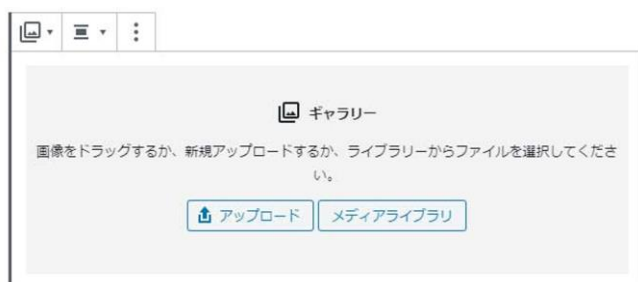 ギャラリー
画像をドラッグするか、新規アップロードするか、ライブラリーからファイルを選択してくださ
い。
アップロード メディアライブラリ